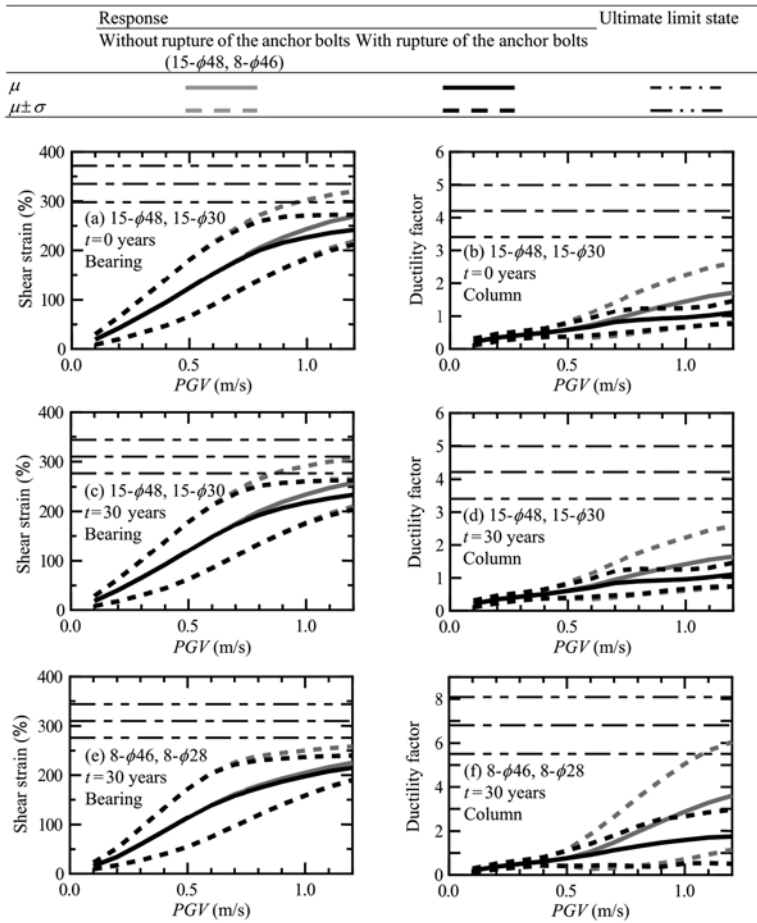 Response Ultimate limit state
Without rupture of the anchor bolts With rupture of the anchor bolts
(15-ϕ48, 8-ϕ46)
μ
μ± σ
400
300
200
100
0
Shear strain (%)
(a) 15-ϕ48, 15-ϕ30
t=0 years
Bearing
0.0 0.5 1.0
PGV (m/s)
6
5
4
3
2
1
0
Ductility factor
(b) 15-ϕ48, 15-ϕ30
t=0 years
Column
0.0 0.5 1.0
PGV (m/s)
400
300
200
100
0
Shear strain (%)
(c) 15-ϕ48, 15-ϕ30
t=30 years
Bearing
0.0 0.5 1.0
PGV (m/s)
6
5
4
3
2
1
0
Ductility factor
(d) 15-ϕ48, 15-ϕ30
t=30 years
Column
0.0 0.5 1.0
PGV (m/s)
400
300
200
100
0
Shear strain (%)
(e) 8-ϕ46, 8-ϕ28
t=30 years
Bearing
0.0 0.5 1.0
PGV (m/s)
8
6
4
2
0
Ductility factor
(f) 8-ϕ46, 8-ϕ28
t=30 years
Column
0.0 0.5 1.0
PGV (m/s)